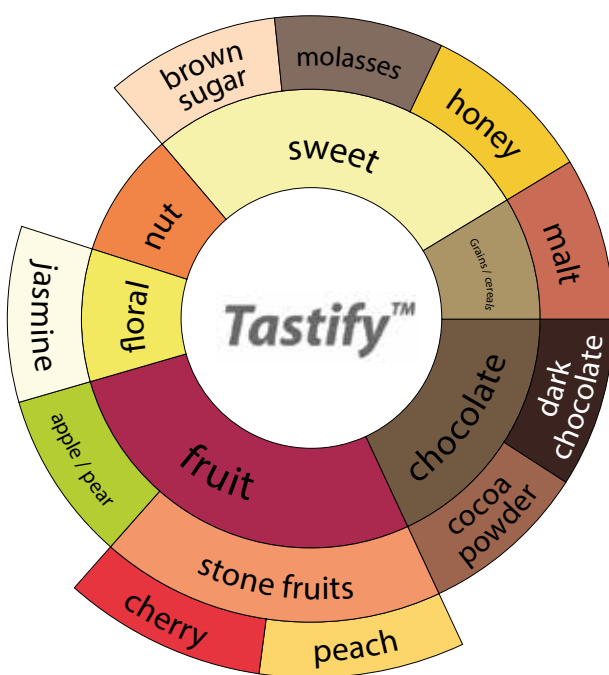 brown
sugar
molasses
honey
sweet
nut
Grains / cereals
malt
jasmine
floral
Tastify™
chocolate
dark
chocolate
apple / pear
fruit
cocoa
powder
stone fruits
cherry
peach